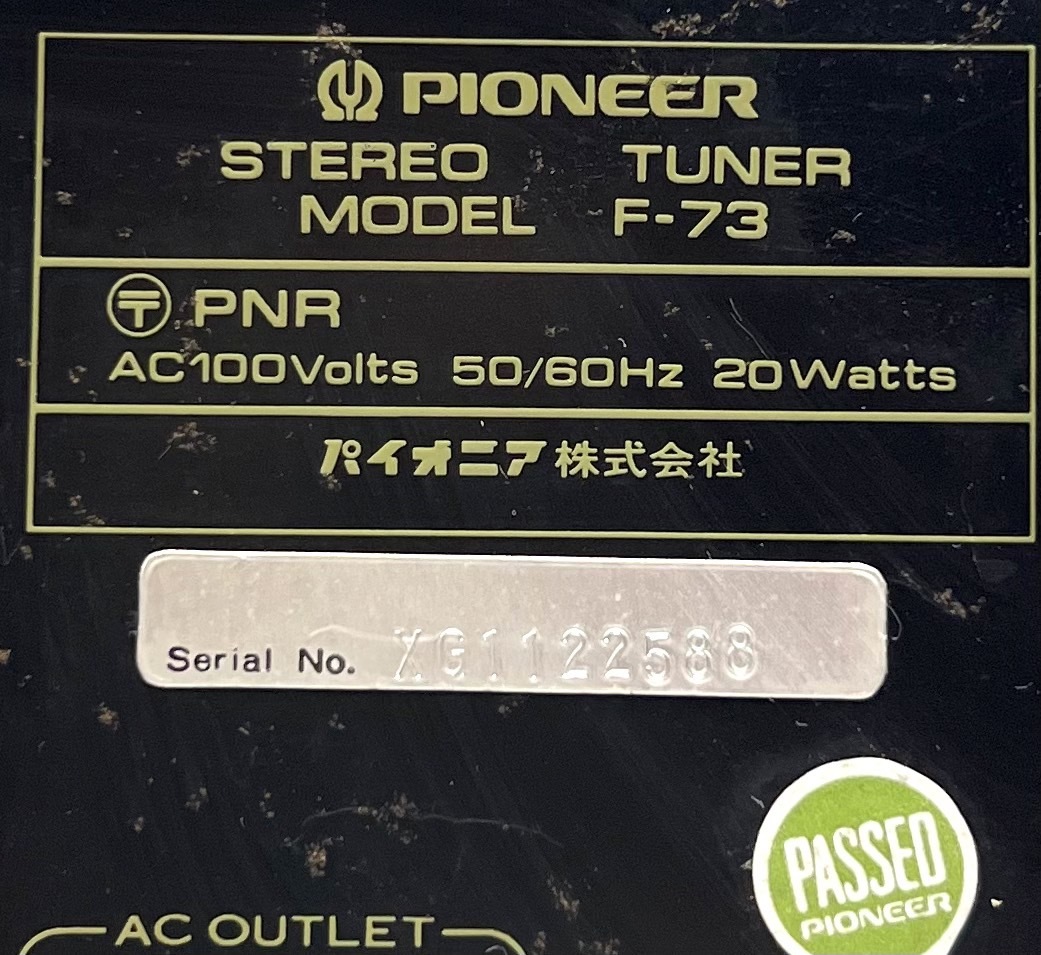 PIONEER
STEREO TUNER
MODEL F-73
〶 PNR
AC100Volts 50/60Hz 20Watts
パイオニア株式会社
Serial No. XG1122588
PASSED
PIONEER
AC OUTLET